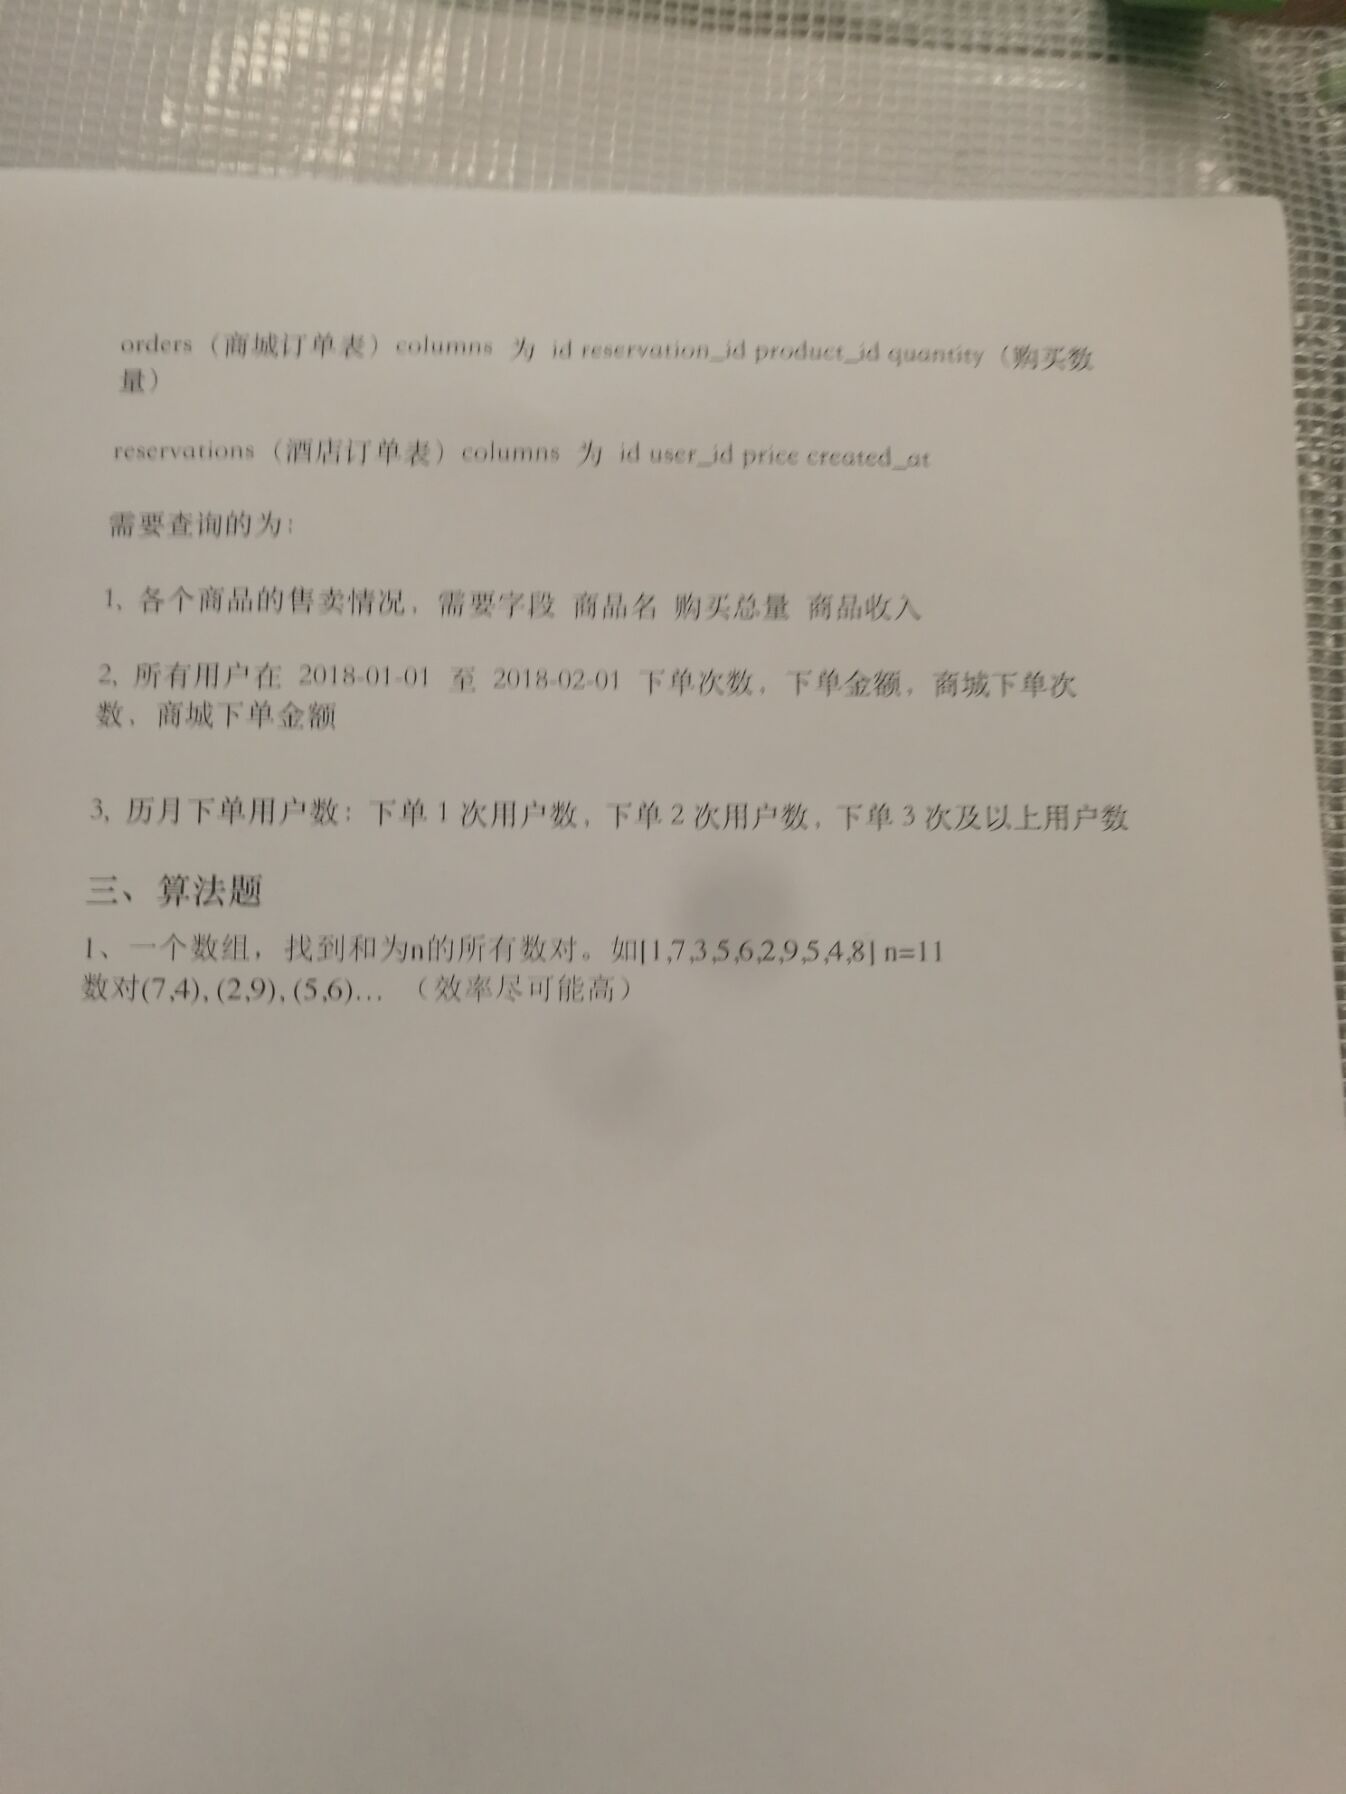 orders（商城订单表）columns 为 id reservation_id product_id quantity（购买数
量）
reservations（酒店订单表）columns 为 id user_id price created_at
需要查询的为：
1, 各个商品的售卖情况，需要字段 商品名 购买总量 商品收入
2, 所有用户在 2018-01-01 至 2018-02-01 下单次数，下单金额，商城下单次
数，商城下单金额
3, 历月下单用户数：下单 1 次用户数，下单 2 次用户数，下单 3 次及以上用户数
三、算法题
1、一个数组，找到和为n的所有数对。如[1,7,3,5,6,2,9,5,4,8] n=11
数对(7,4), (2,9), (5,6)... （效率尽可能高）